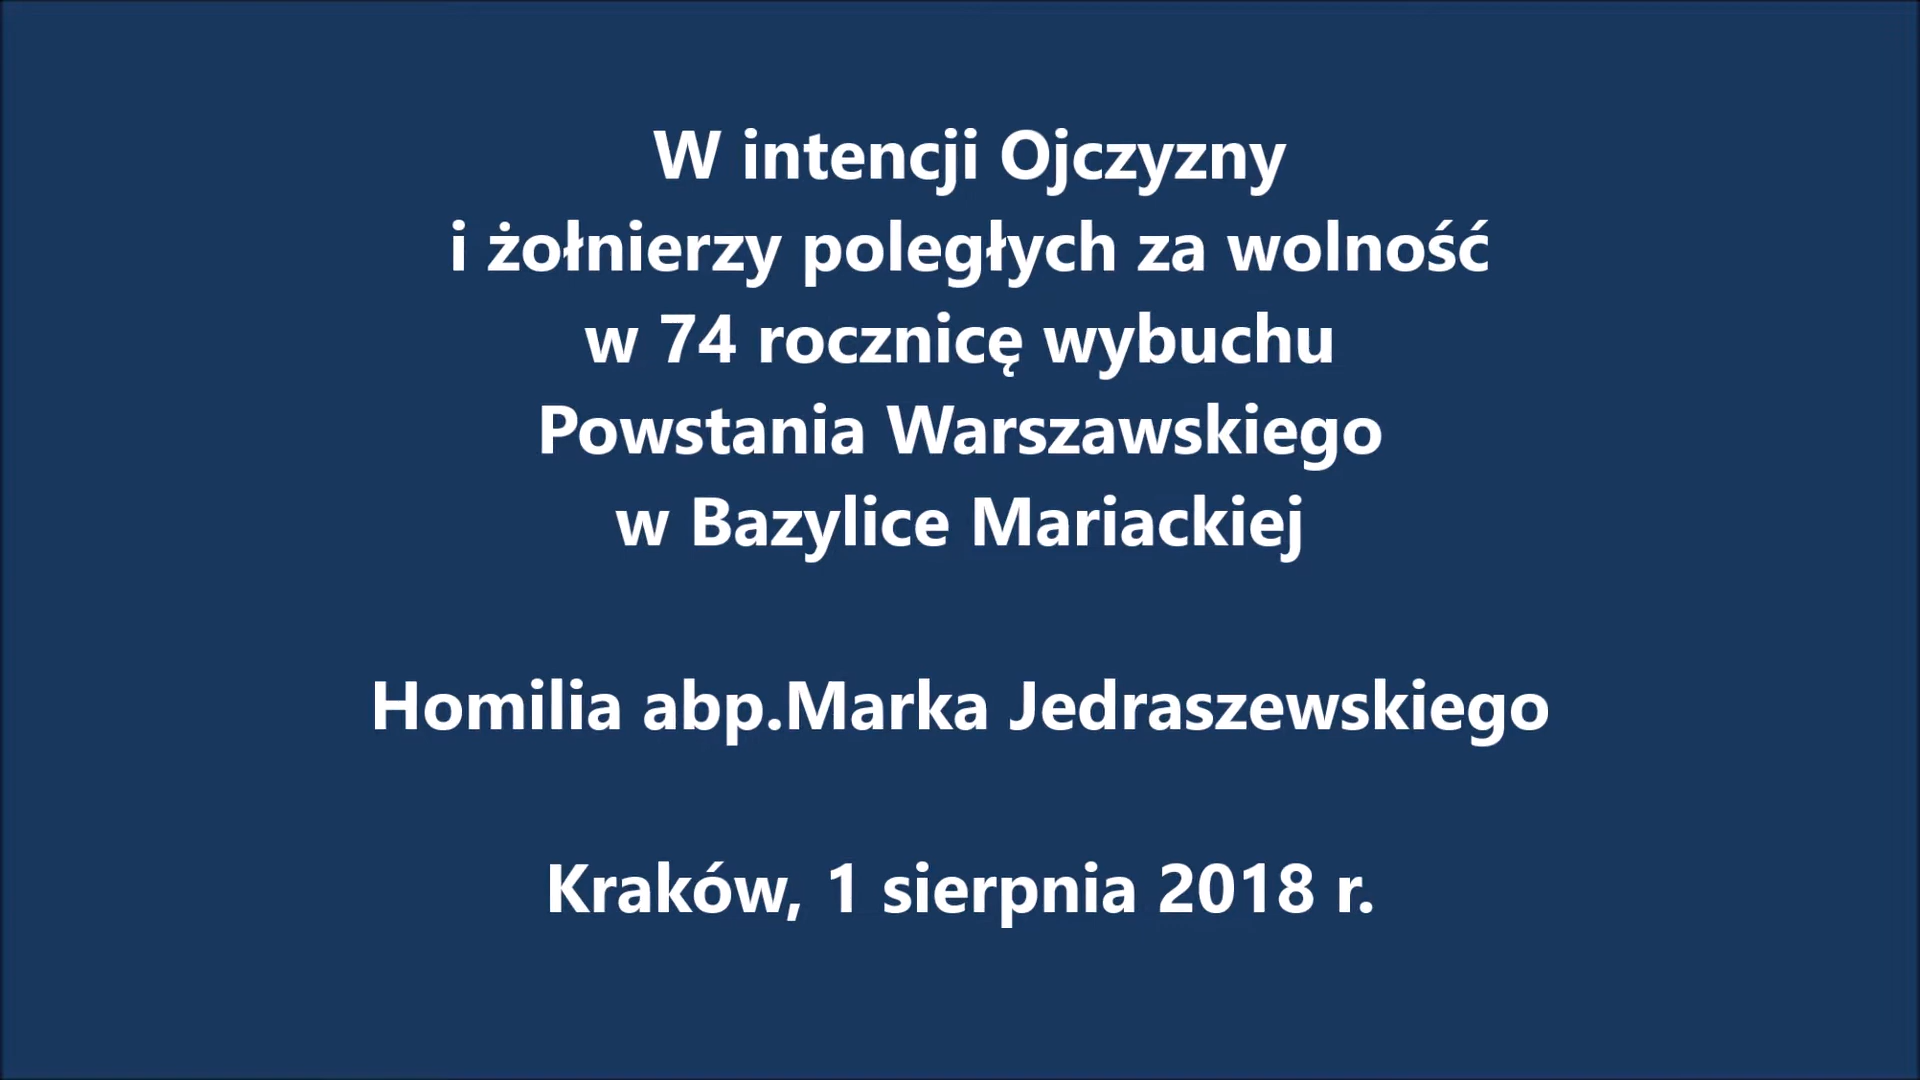 W intencji Ojczyzny
i żołnierzy poległych za wolność
w 74 rocznicę wybuchu
Powstania Warszawskiego
w Bazylice Mariackiej
Homilia abp.Marka Jedraszewskiego
Kraków, 1 sierpnia 2018 r.